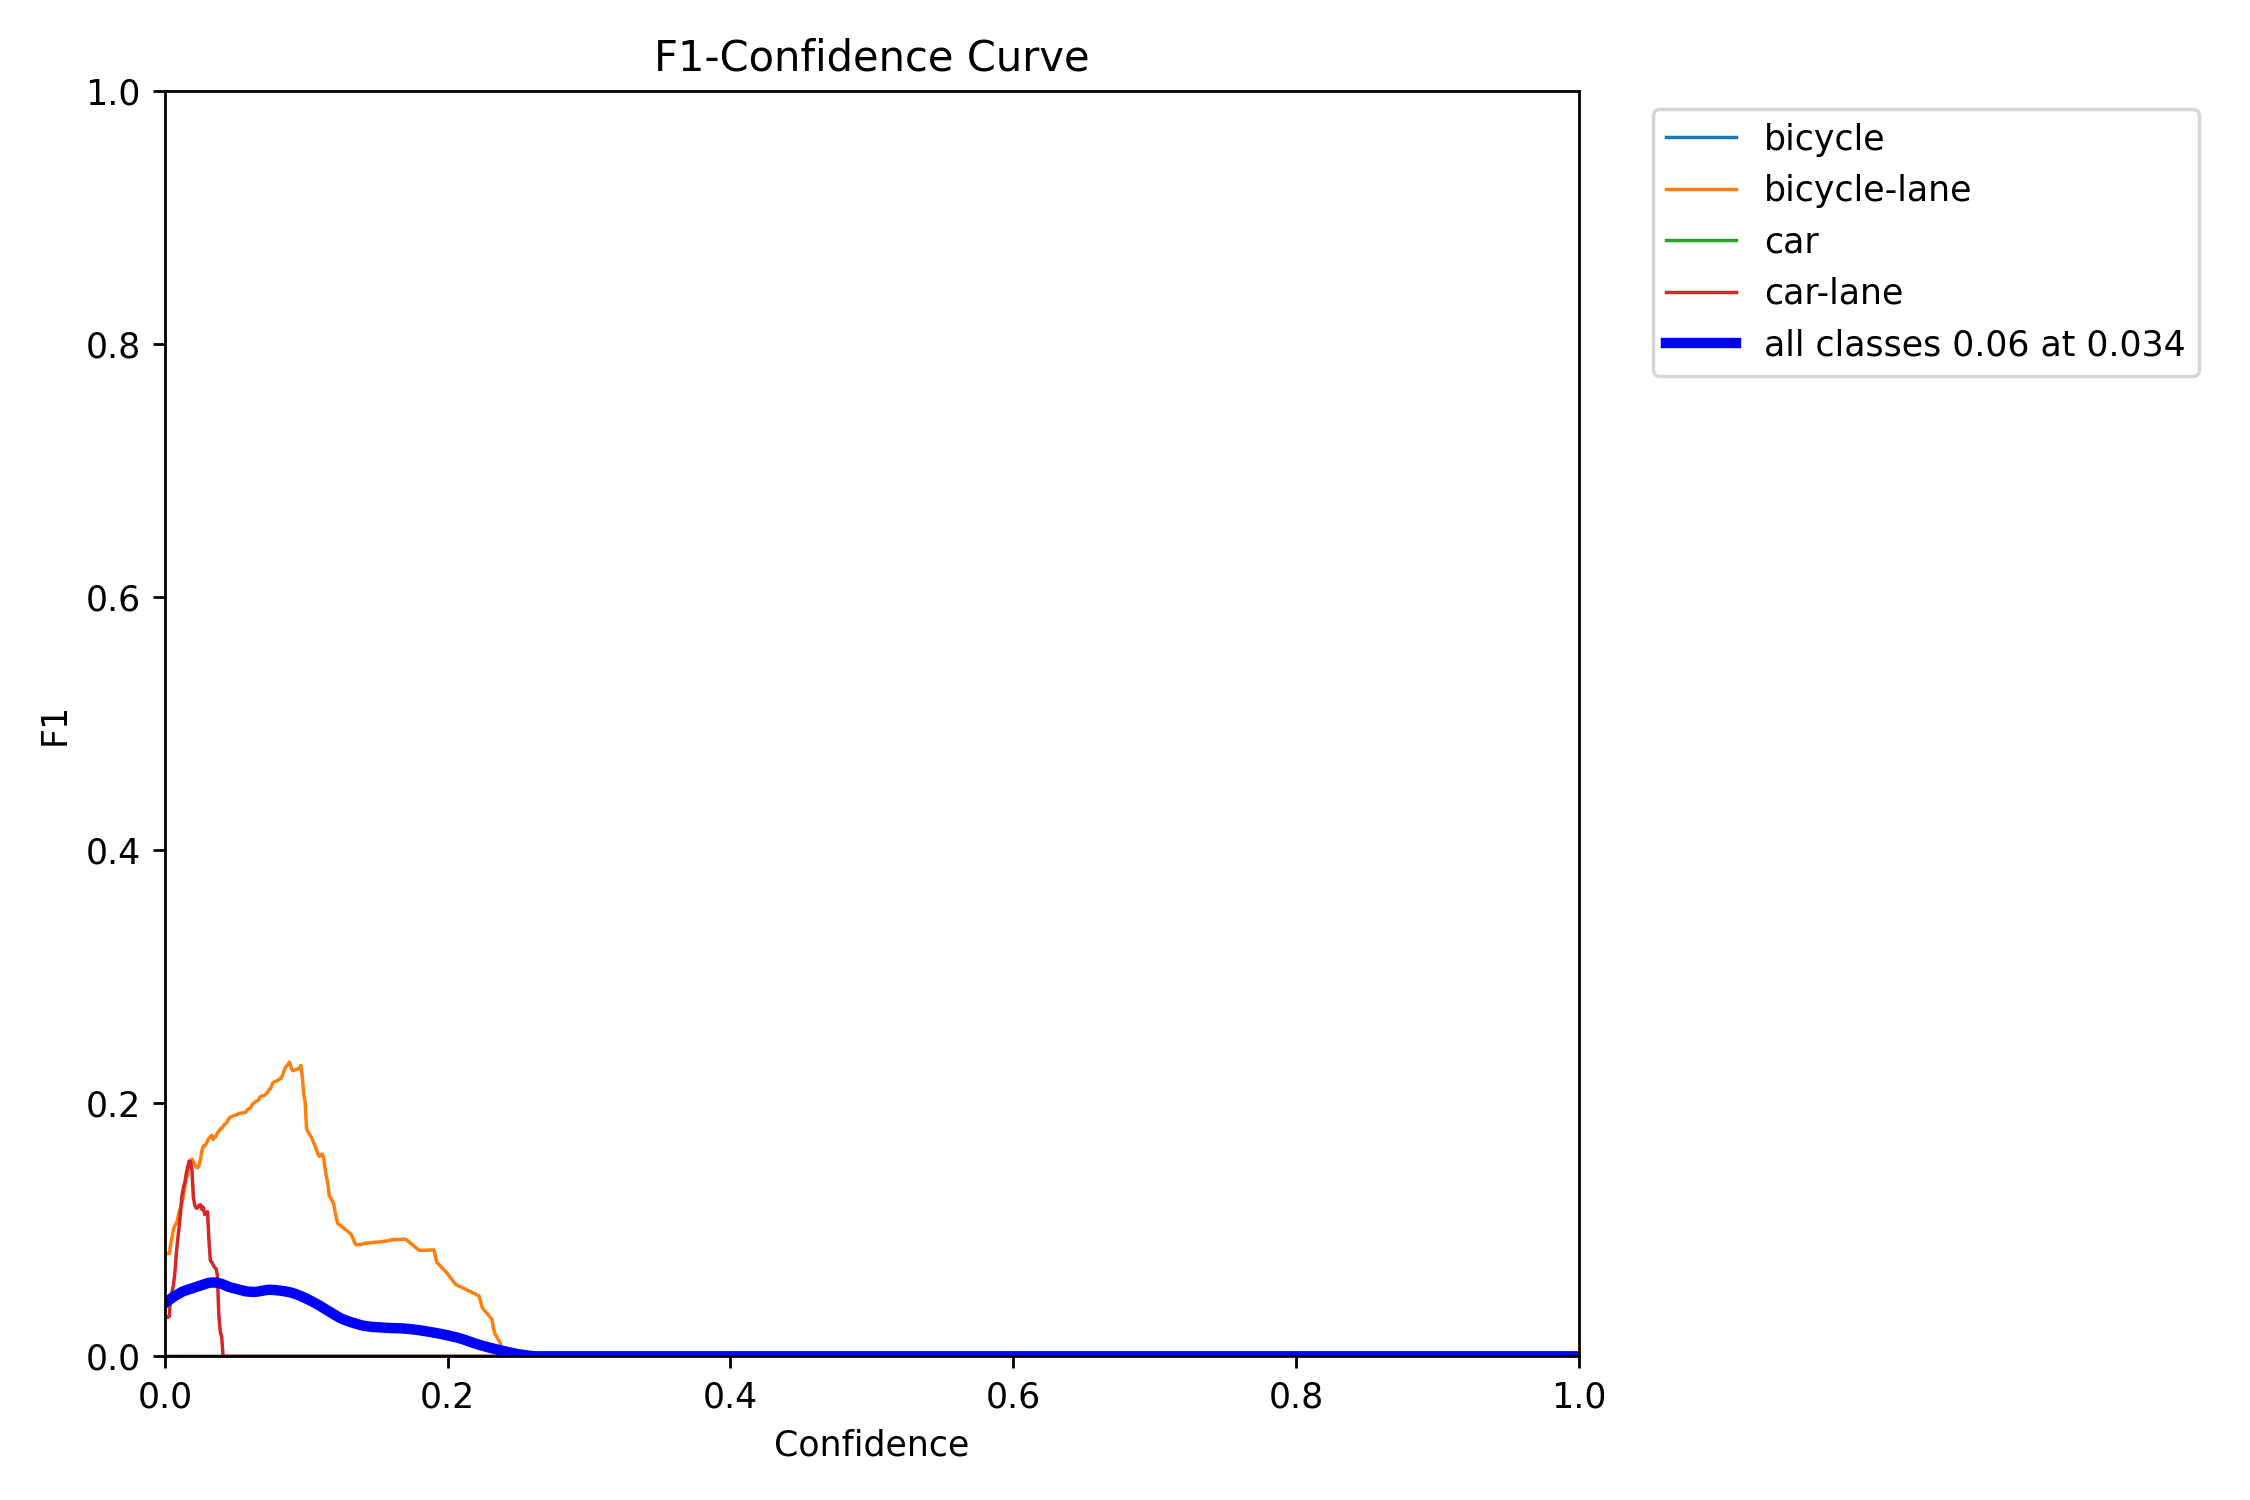 F1-Confidence Curve
1.0
0.8
0.6
0.4
0.2
0.0
F1
0.0 0.2 0.4 0.6 0.8 1.0
Confidence
bicycle
bicycle-lane
car
car-lane
all classes 0.06 at 0.034